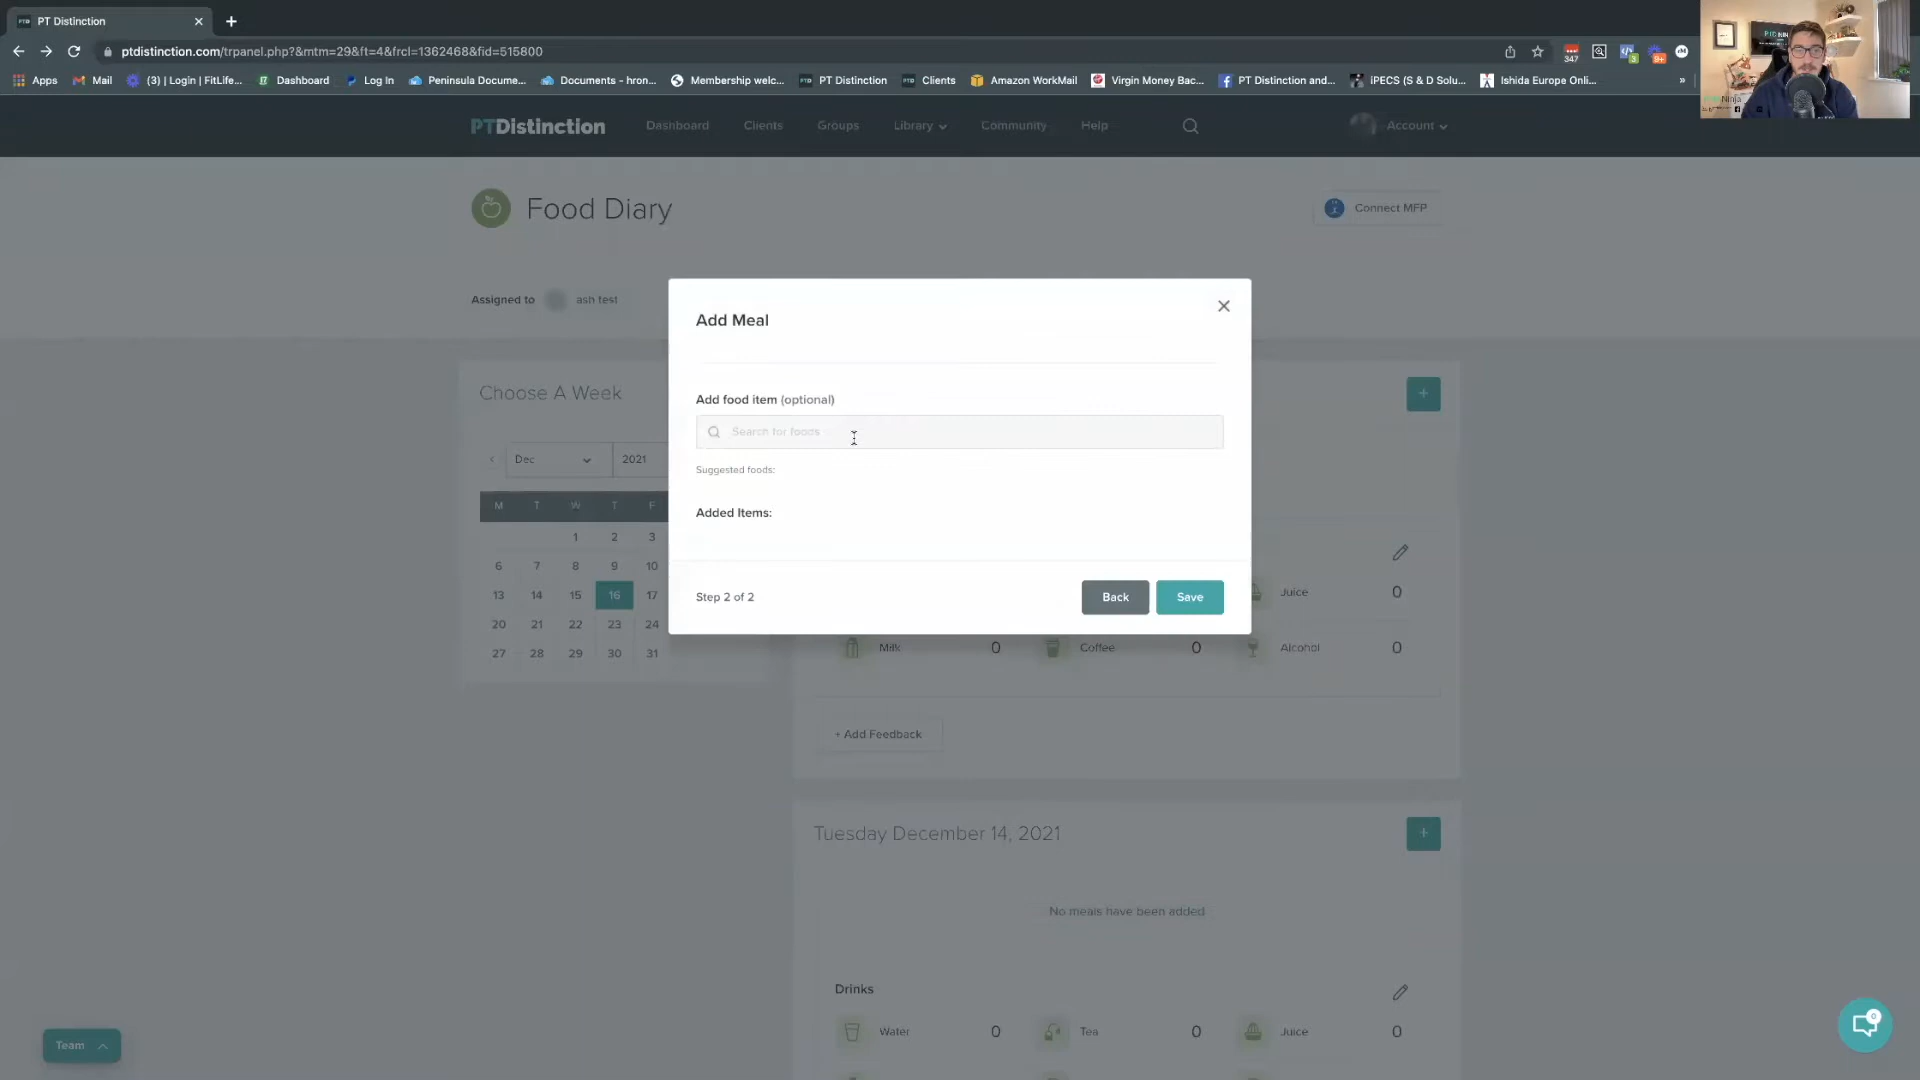 PT Distinction
ptdistinction.com/trpanel.php?&mtm=29&ft=4&frcl=1362468&fid=515800
347
3
9+
Apps Mail (3) | Login | FitLife... Dashboard Log In Peninsula Docume... Documents – hron... Membership welc... PT Distinction Clients Amazon WorkMail Virgin Money Bac... PT Distinction and... iPECS (S & D Solu... Ishida Europe Onli... »
PTDistinction Dashboard Clients Groups Library Community Help Account
Food Diary
Connect MFP
Assigned to ash test
Add Meal
Add food item (optional)
Search for foods
Suggested foods:
Added Items:
Step 2 of 2
Back
Save
Choose A Week
Dec 2021
M T W T F
1 2 3
6 7 8 9 10
13 14 15 16 17
20 21 22 23 24
27 28 29 30 31
+
Juice 0
Milk 0 Coffee 0 Alcohol 0
+ Add Feedback
Tuesday December 14, 2021
+
No meals have been added
Drinks
Water 0 Tea 0 Juice 0
Team
0